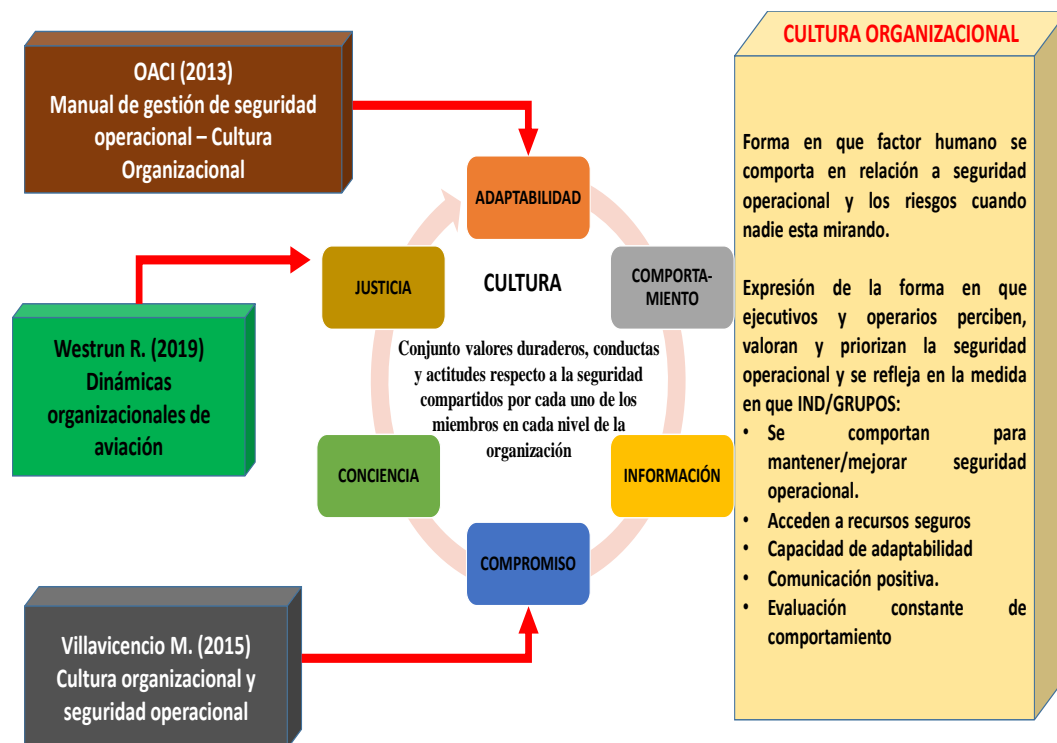 OACI (2013)
Manual de gestión de seguridad
operacional – Cultura
Organizacional
Westrun R. (2019)
Dinámicas
organizacionales de
aviación
Villavicencio M. (2015)
Cultura organizacional y
seguridad operacional
ADAPTABILIDAD
COMPORTA-
MIENTO
INFORMACIÓN
COMPROMISO
CONCIENCIA
JUSTICIA
CULTURA
Conjunto valores duraderos, conductas
y actitudes respecto a la seguridad
compartidos por cada uno de los
miembros en cada nivel de la
organización
CULTURA ORGANIZACIONAL
Forma en que factor humano se
comporta en relación a seguridad
operacional y los riesgos cuando
nadie esta mirando.
Expresión de la forma en que
ejecutivos y operarios perciben,
valoran y priorizan la seguridad
operacional y se refleja en la medida
en que IND/GRUPOS:
• Se comportan para
mantener/mejorar seguridad
operacional.
• Acceden a recursos seguros
• Capacidad de adaptabilidad
• Comunicación positiva.
• Evaluación constante de
comportamiento